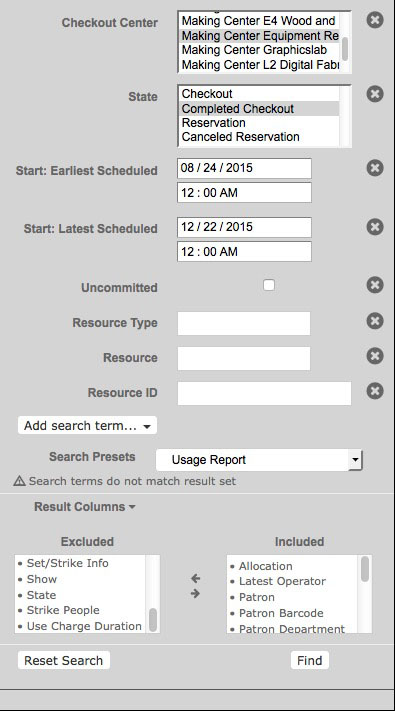 Checkout Center
Making Center E4 Wood and
Making Center Equipment Re
Making Center Graphicslab
Making Center L2 Digital Fabr
State
Checkout
Completed Checkout
Reservation
Canceled Reservation
Start: Earliest Scheduled
08 / 24 / 2015
12 : 00 AM
Start: Latest Scheduled
12 / 22 / 2015
12 : 00 AM
Uncommitted
Resource Type
Resource
Resource ID
Add search term...
Search Presets
Usage Report
Search terms do not match result set
Result Columns
Excluded
• Set/Strike Info
• Show
• State
• Strike People
• Use Charge Duration
Included
• Allocation
• Latest Operator
• Patron
• Patron Barcode
• Patron Department
Reset Search
Find